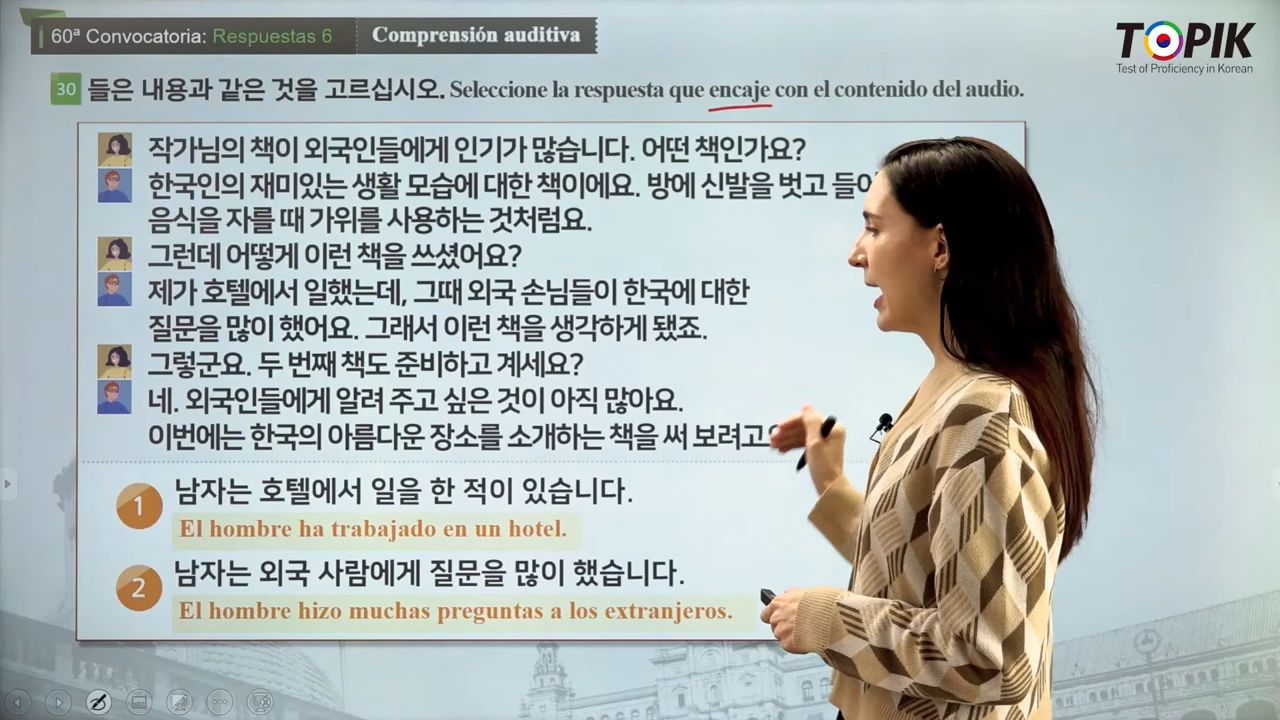 60ª Convocatoria: Respuestas 6
Comprensión auditiva
TOPIK
Test of Proficiency in Korean
30 들은 내용과 같은 것을 고르십시오. Seleccione la respuesta que encaje con el contenido del audio.
작가님의 책이 외국인들에게 인기가 많습니다. 어떤 책인가요?
한국인의 재미있는 생활 모습에 대한 책이에요. 방에 신발을 벗고
음식을 자를 때 가위를 사용하는 것처럼요.
그런데 어떻게 이런 책을 쓰셨어요?
제가 호텔에서 일했는데, 그때 외국 손님들이 한국에 대한
질문을 많이 했어요. 그래서 이런 책을 생각하게 됐죠.
그렇군요. 두 번째 책도 준비하고 계세요?
네. 외국인들에게 알려 주고 싶은 것이 아직 많아요.
이번에는 한국의 아름다운 장소를 소개하는 책을 써
1 남자는 호텔에서 일을 한 적이 있습니다.
El hombre ha trabajado en un hotel.
2 남자는 외국 사람에게 질문을 많이 했습니다.
El hombre hizo muchas preguntas a los extranjeros.